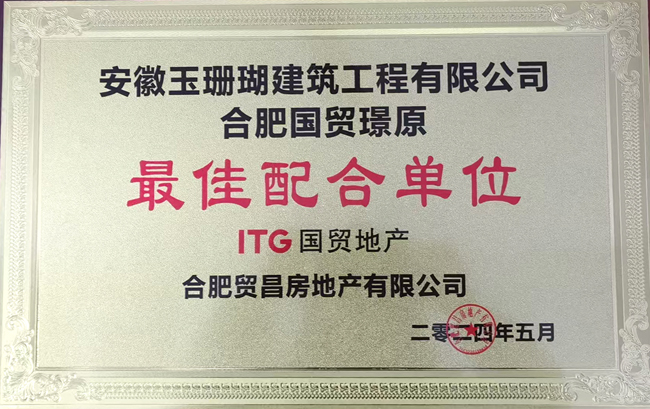 安徽玉珊瑚建筑工程有限公司
合肥国贸璟原
最佳配合单位
ITG 国贸地产
合肥贸昌房地产有限公司
二零二四年五月